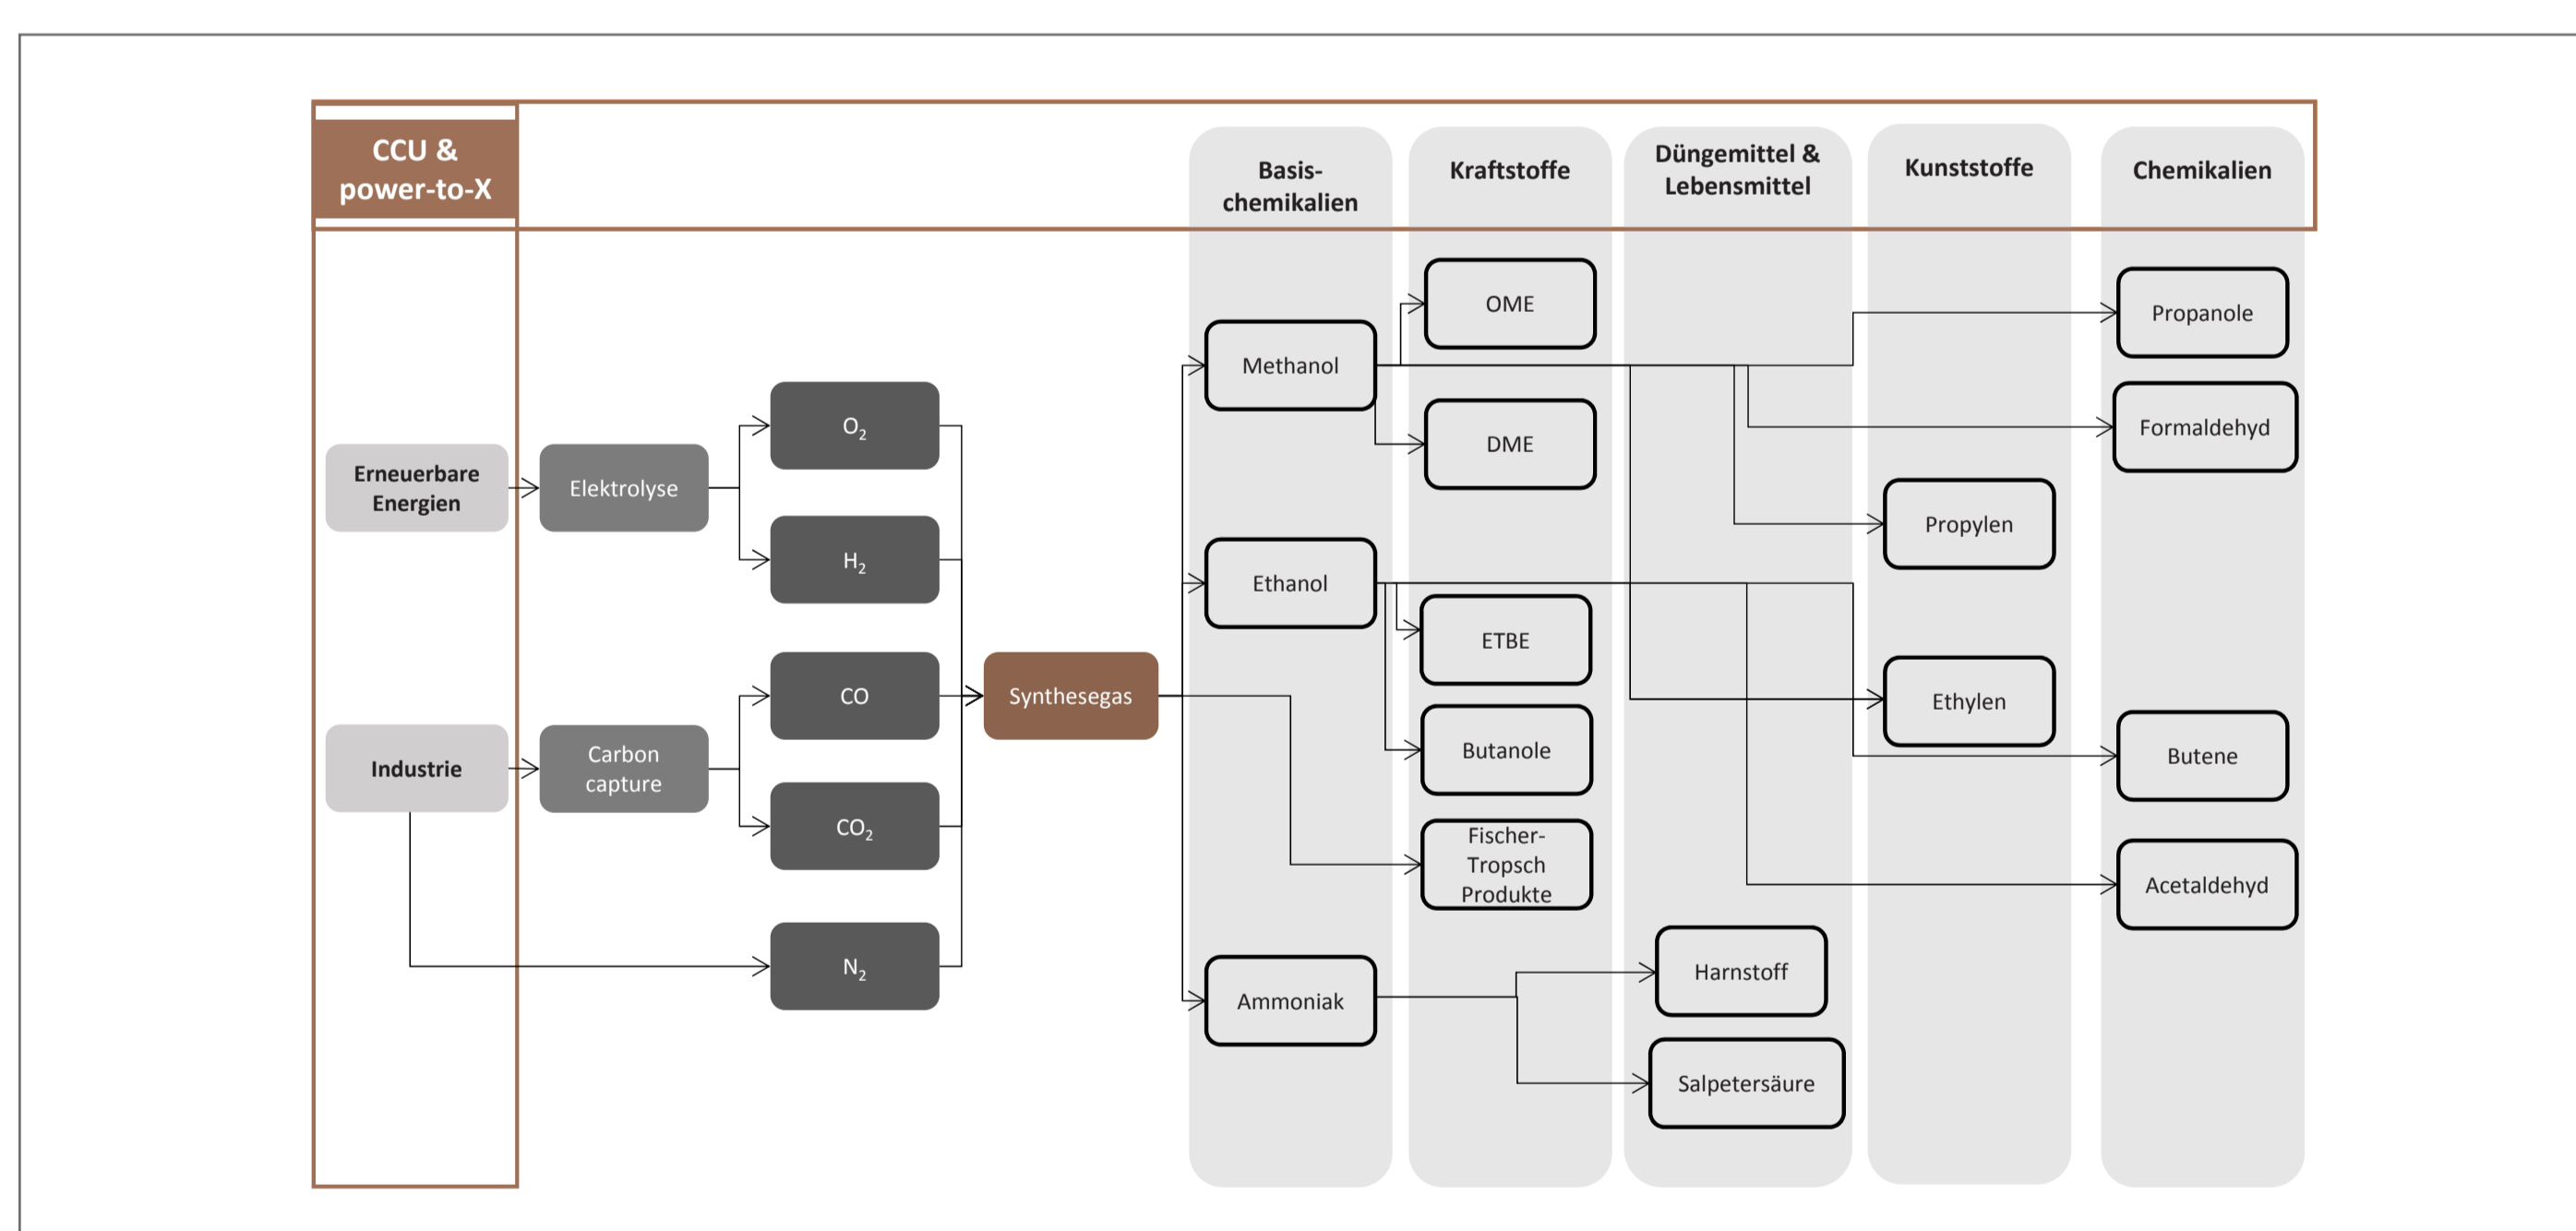 CCU &
power-to-X
Basis-
chemikalien
Kraftstoffe
Düngemittel &
Lebensmittel
Kunststoffe
Chemikalien
Erneuerbare
Energien
Industrie
Elektrolyse
Carbon
capture
O₂
H₂
CO
CO₂
N₂
Synthesegas
Methanol
Ethanol
Ammoniak
OME
DME
ETBE
Butanole
Fischer-
Tropsch
Produkte
Harnstoff
Salpetersäure
Propylen
Ethylen
Propanole
Formaldehyd
Butene
Acetaldehyd